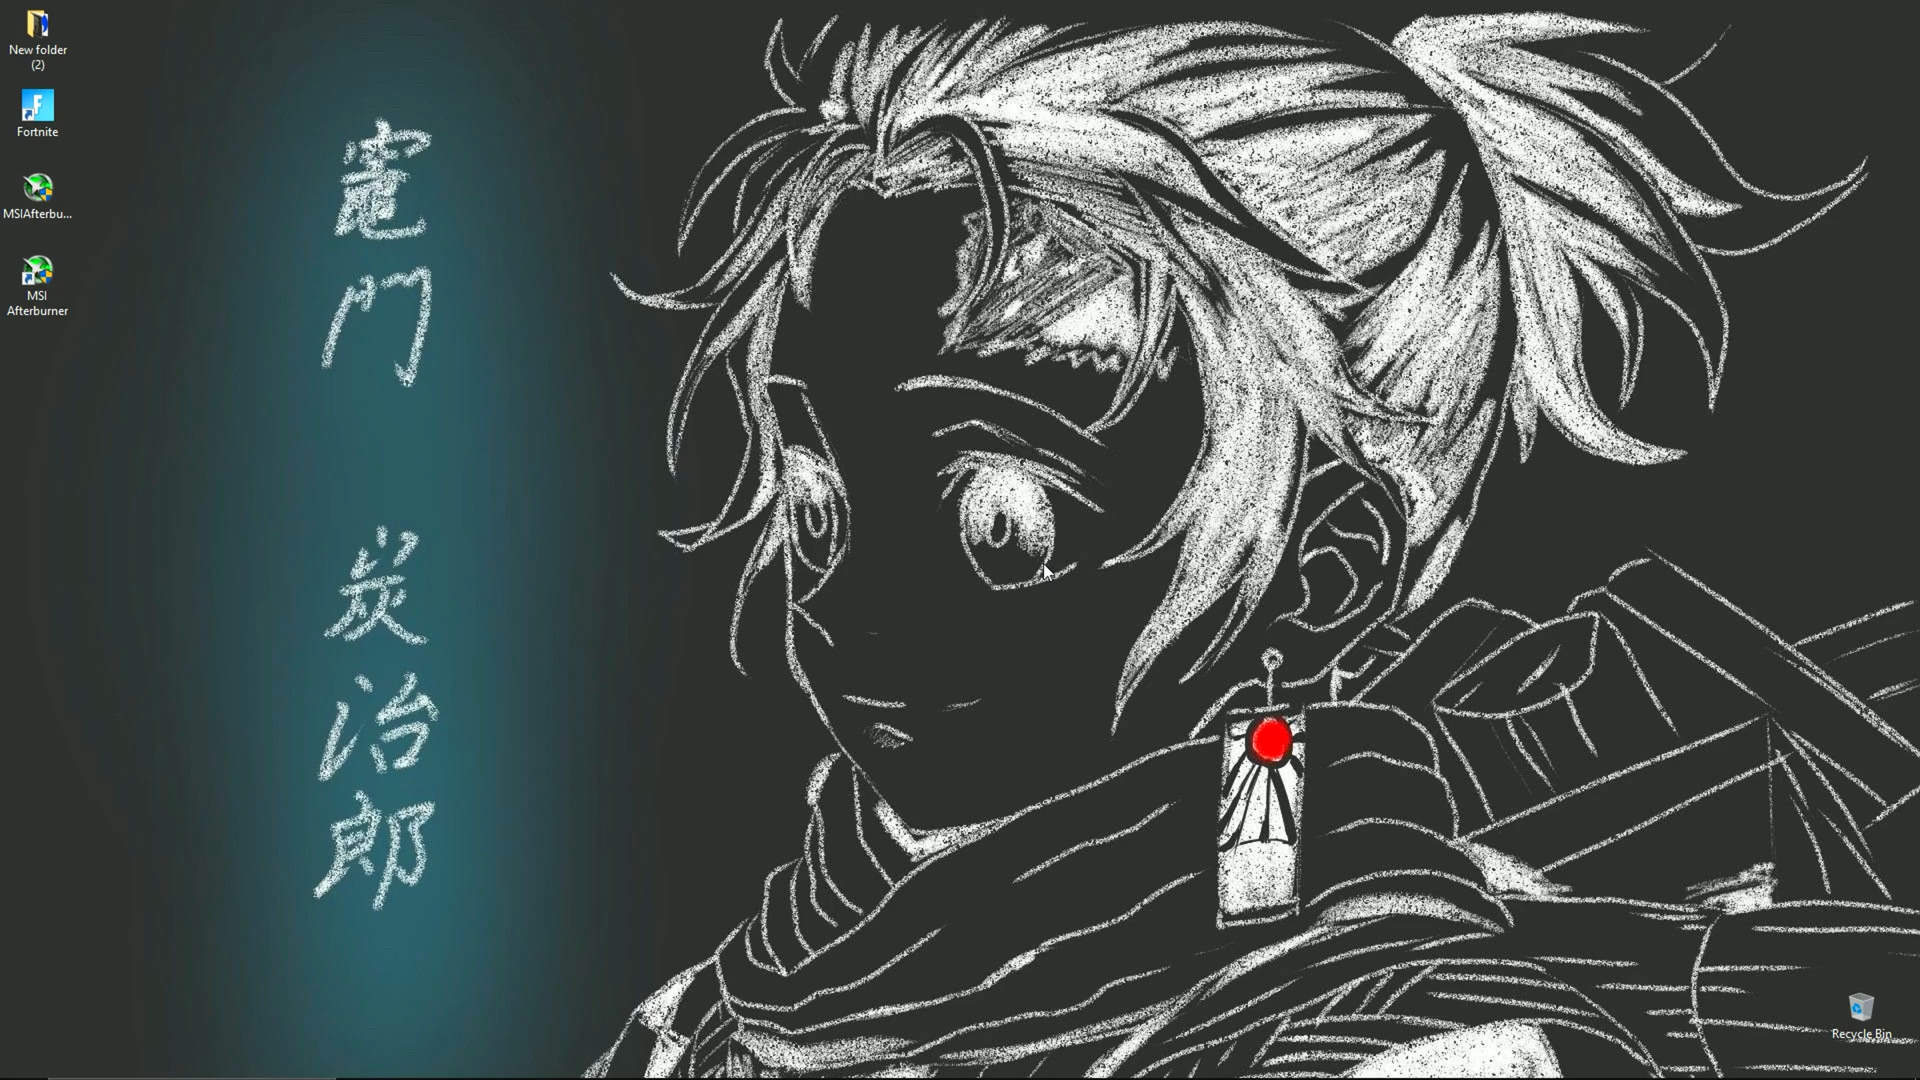 New folder
(2)
Fortnite
MSIAfterbu...
MSI
Afterburner
竈門 炭治郎
Recycle Bin